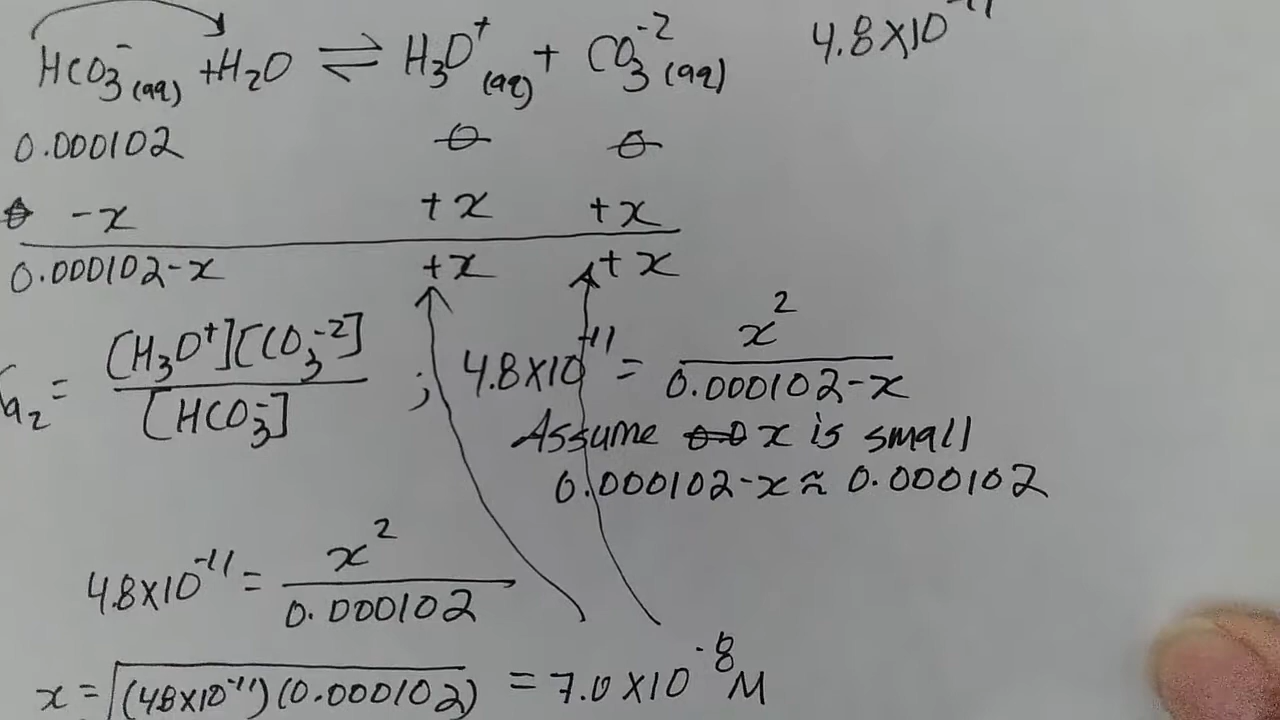 HCO₃⁻(aq) + H₂O ⇌ H₃O⁺(aq) + CO₃⁻²(aq) 4.8×10⁻¹¹
0.000102 0 0
-x +x +x
0.000102-x +x +x
a₂ = [H₃O⁺][CO₃⁻²] / [HCO₃⁻] ; 4.8×10⁻¹¹ = x² / 0.000102-x
Assume x is small
0.000102-x ≈ 0.000102
4.8×10⁻¹¹ = x² / 0.000102
x = √(4.8×10⁻¹¹)(0.000102) = 7.0×10⁻⁸ M